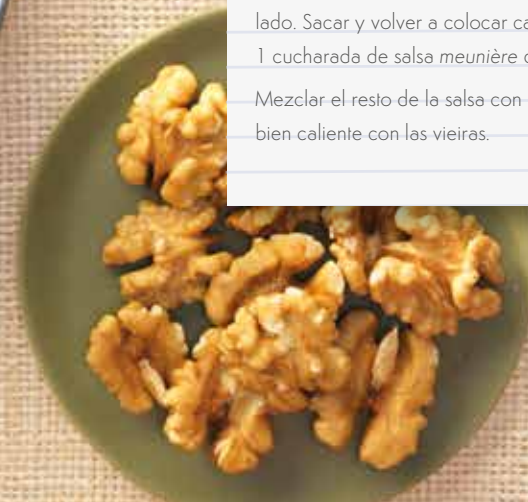 lado. Sacar y volver a colocar
1 cucharada de salsa meunière
Mezclar el resto de la salsa con
bien caliente con las vieiras.